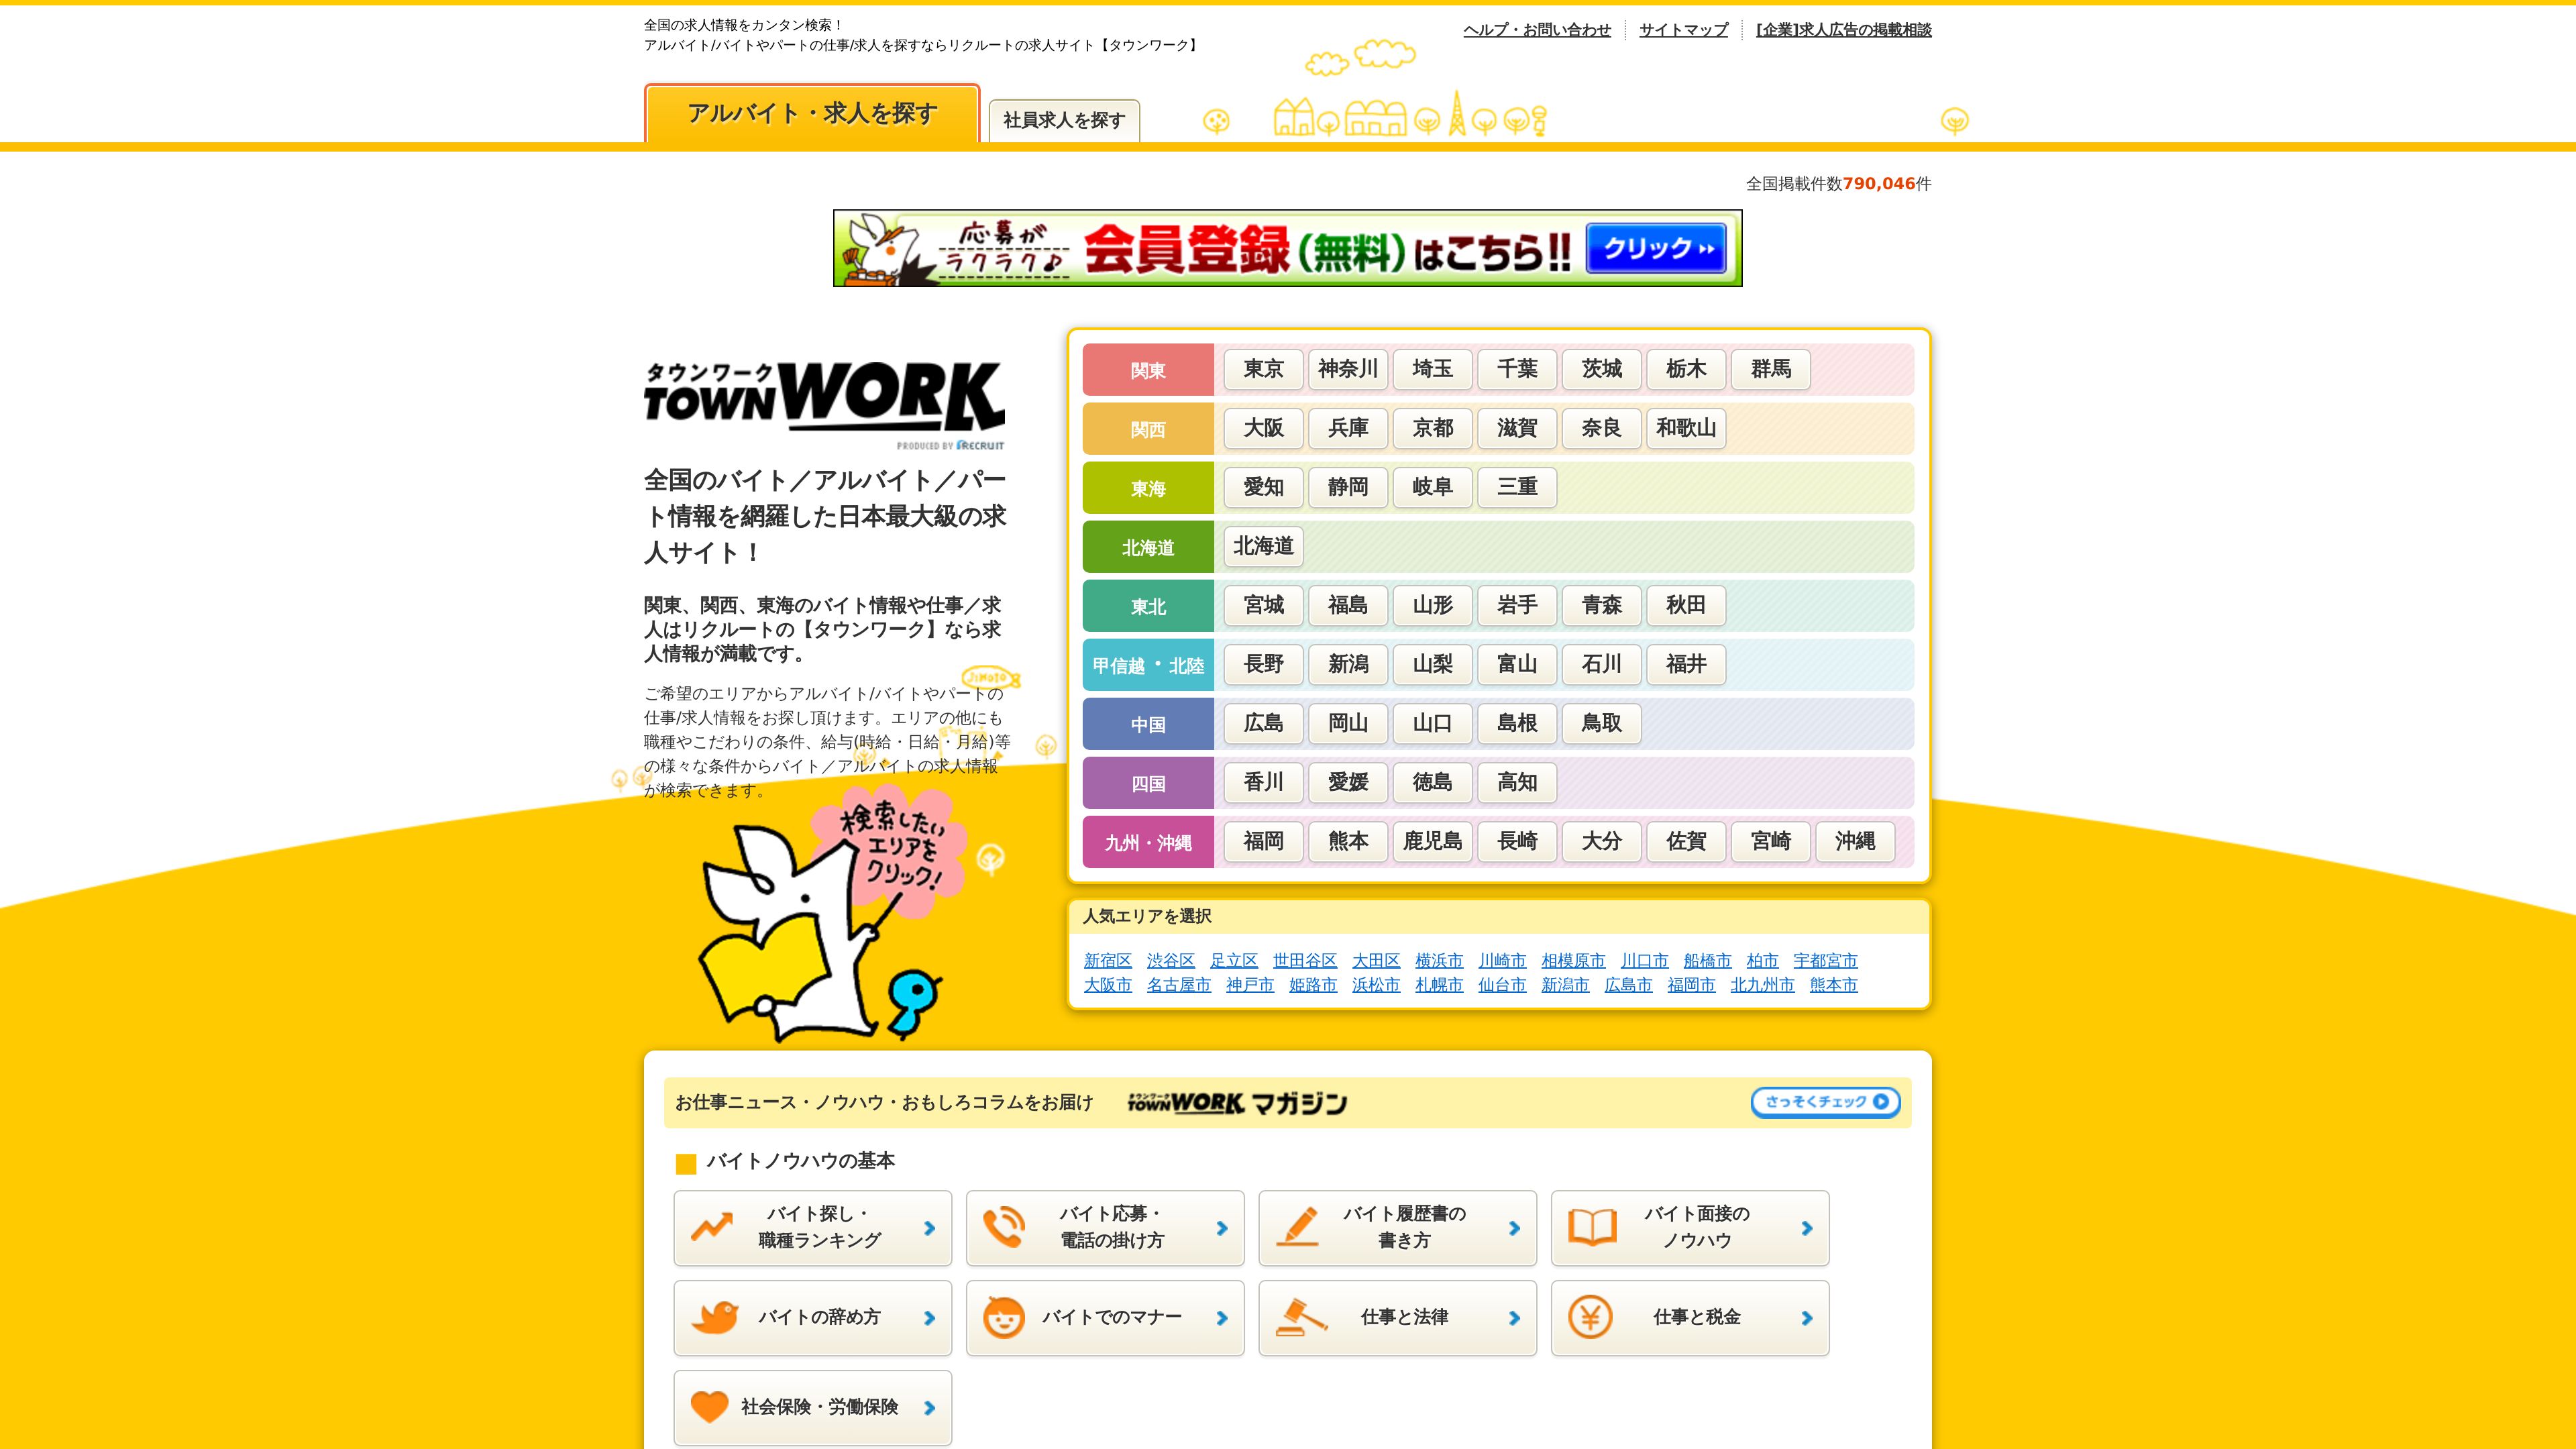 全国の求人情報をカンタン検索！
アルバイト/バイトやパートの仕事/求人を探すならリクルートの求人サイト【タウンワーク】
ヘルプ・お問い合わせ
サイトマップ
[企業]求人広告の掲載相談
アルバイト・求人を探す
社員求人を探す
全国掲載件数790,046件
応募が
ラクラク♪
会員登録（無料）はこちら!!
クリック
タウンワーク
TOWNWORK
PRODUCED BY RECRUIT
全国のバイト／アルバイト／パー
ト情報を網羅した日本最大級の求
人サイト！
関東、関西、東海のバイト情報や仕事／求
人はリクルートの【タウンワーク】なら求
人情報が満載です。
JIMOTO
ご希望のエリアからアルバイト/バイトやパートの
仕事/求人情報をお探し頂けます。エリアの他にも
職種やこだわりの条件、給与(時給・日給・月給)等
の様々な条件からバイト／アルバイトの求人情報
が検索できます。
検索したい
エリアを
クリック！
関東 東京 神奈川 埼玉 千葉 茨城 栃木 群馬
関西 大阪 兵庫 京都 滋賀 奈良 和歌山
東海 愛知 静岡 岐阜 三重
北海道 北海道
東北 宮城 福島 山形 岩手 青森 秋田
甲信越・北陸 長野 新潟 山梨 富山 石川 福井
中国 広島 岡山 山口 島根 鳥取
四国 香川 愛媛 徳島 高知
九州・沖縄 福岡 熊本 鹿児島 長崎 大分 佐賀 宮崎 沖縄
人気エリアを選択
新宿区 渋谷区 足立区 世田谷区 大田区 横浜市 川崎市 相模原市 川口市 船橋市 柏市 宇都宮市
大阪市 名古屋市 神戸市 姫路市 浜松市 札幌市 仙台市 新潟市 広島市 福岡市 北九州市 熊本市
お仕事ニュース・ノウハウ・おもしろコラムをお届け
タウンワーク
TOWNWORK マガジン
さっそくチェック
バイトノウハウの基本
バイト探し・
職種ランキング
バイト応募・
電話の掛け方
バイト履歴書の
書き方
バイト面接の
ノウハウ
バイトの辞め方
バイトでのマナー
仕事と法律
仕事と税金
社会保険・労働保険